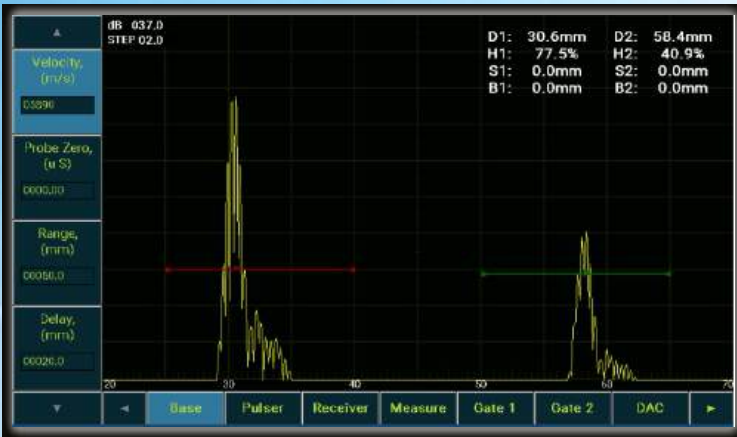 dB 037.0
STEP 02.0
D1: 30.6mm D2: 58.4mm
H1: 77.5% H2: 40.9%
S1: 0.0mm S2: 0.0mm
B1: 0.0mm B2: 0.0mm
Velocity,
(m/s)
05890
Probe Zero,
(u S)
0000.00
Range,
(mm)
00050.0
Delay,
(mm)
00020.0
20 30 40 50 60 70
Base Pulser Receiver Measure Gate 1 Gate 2 DAC